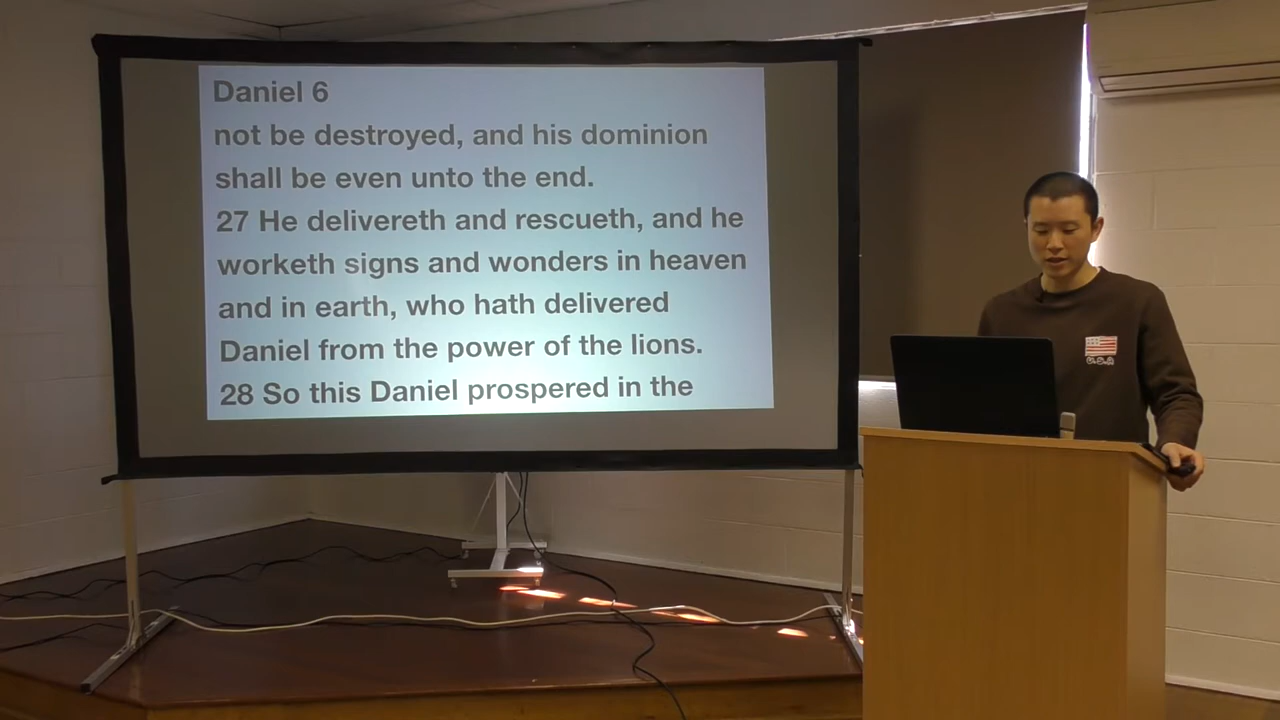 Daniel 6
not be destroyed, and his dominion
shall be even unto the end.
27 He delivereth and rescueth, and he
worketh signs and wonders in heaven
and in earth, who hath delivered
Daniel from the power of the lions.
28 So this Daniel prospered in the
U.S.A